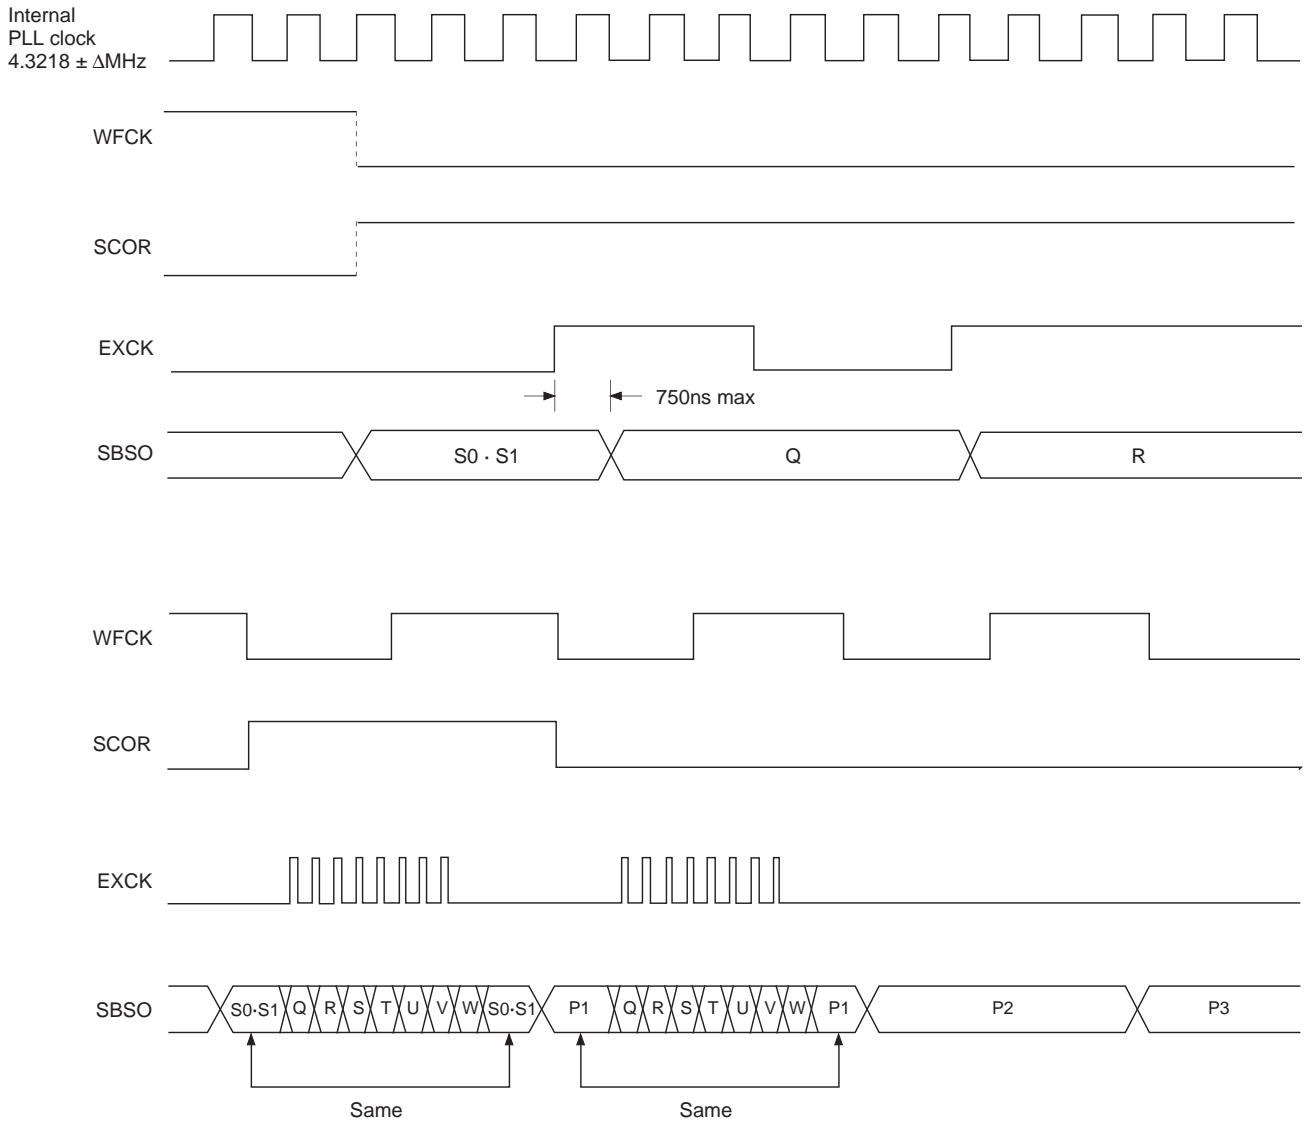 Internal
PLL clock
4.3218 ± ΔMHz
WFCK
SCOR
EXCK
750ns max
SBSO
S0 · S1
Q
R
WFCK
SCOR
EXCK
SBSO
S0·S1
Q
R
S
T
U
V
W
S0·S1
P1
Q
R
S
T
U
V
W
P1
P2
P3
Same
Same